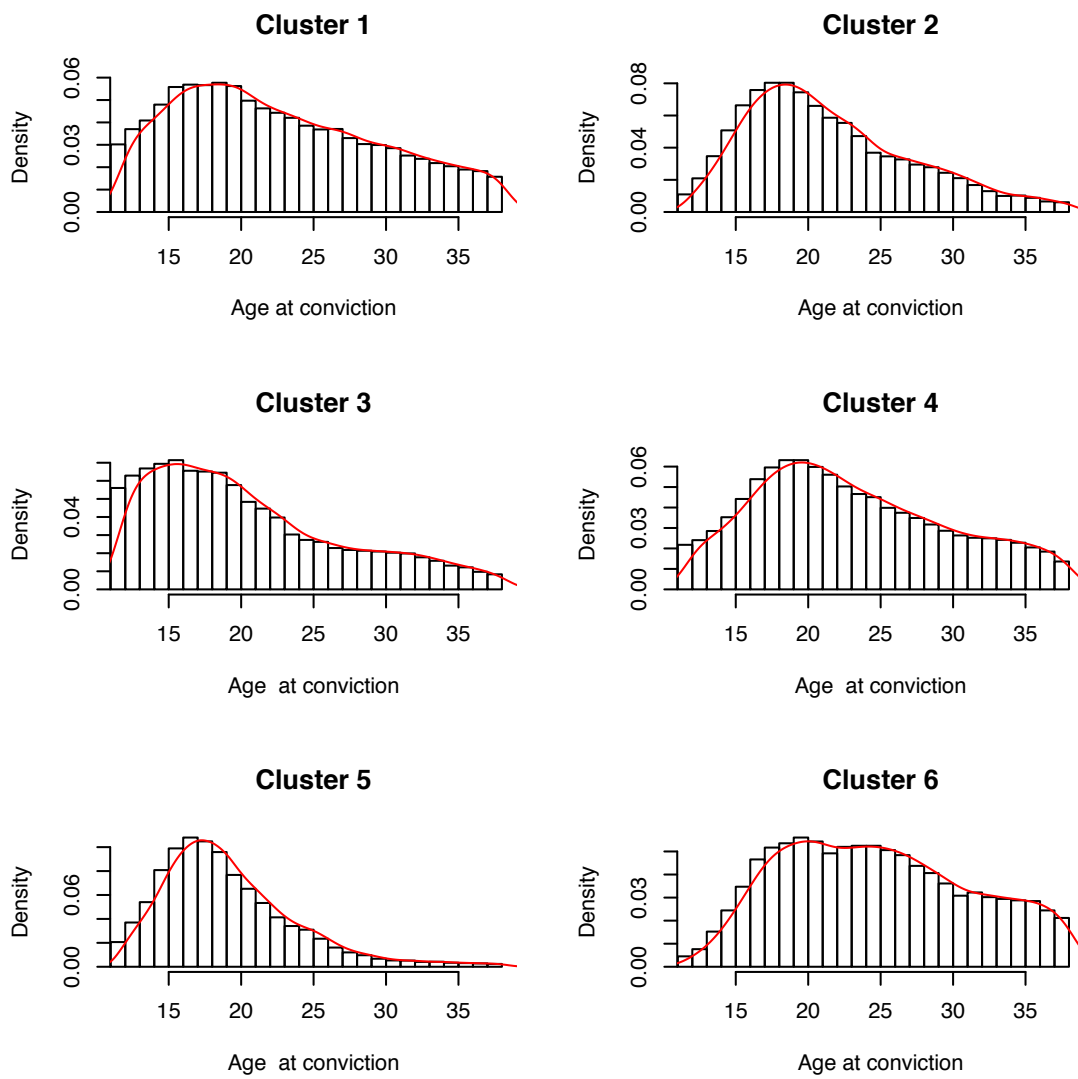 Cluster 1
Density
0.00 0.03 0.06
15 20 25 30 35
Age at conviction
Cluster 2
Density
0.00 0.04 0.08
15 20 25 30 35
Age at conviction
Cluster 3
Density
0.00 0.04
15 20 25 30 35
Age at conviction
Cluster 4
Density
0.00 0.03 0.06
15 20 25 30 35
Age at conviction
Cluster 5
Density
0.00 0.06
15 20 25 30 35
Age at conviction
Cluster 6
Density
0.00 0.03
15 20 25 30 35
Age at conviction